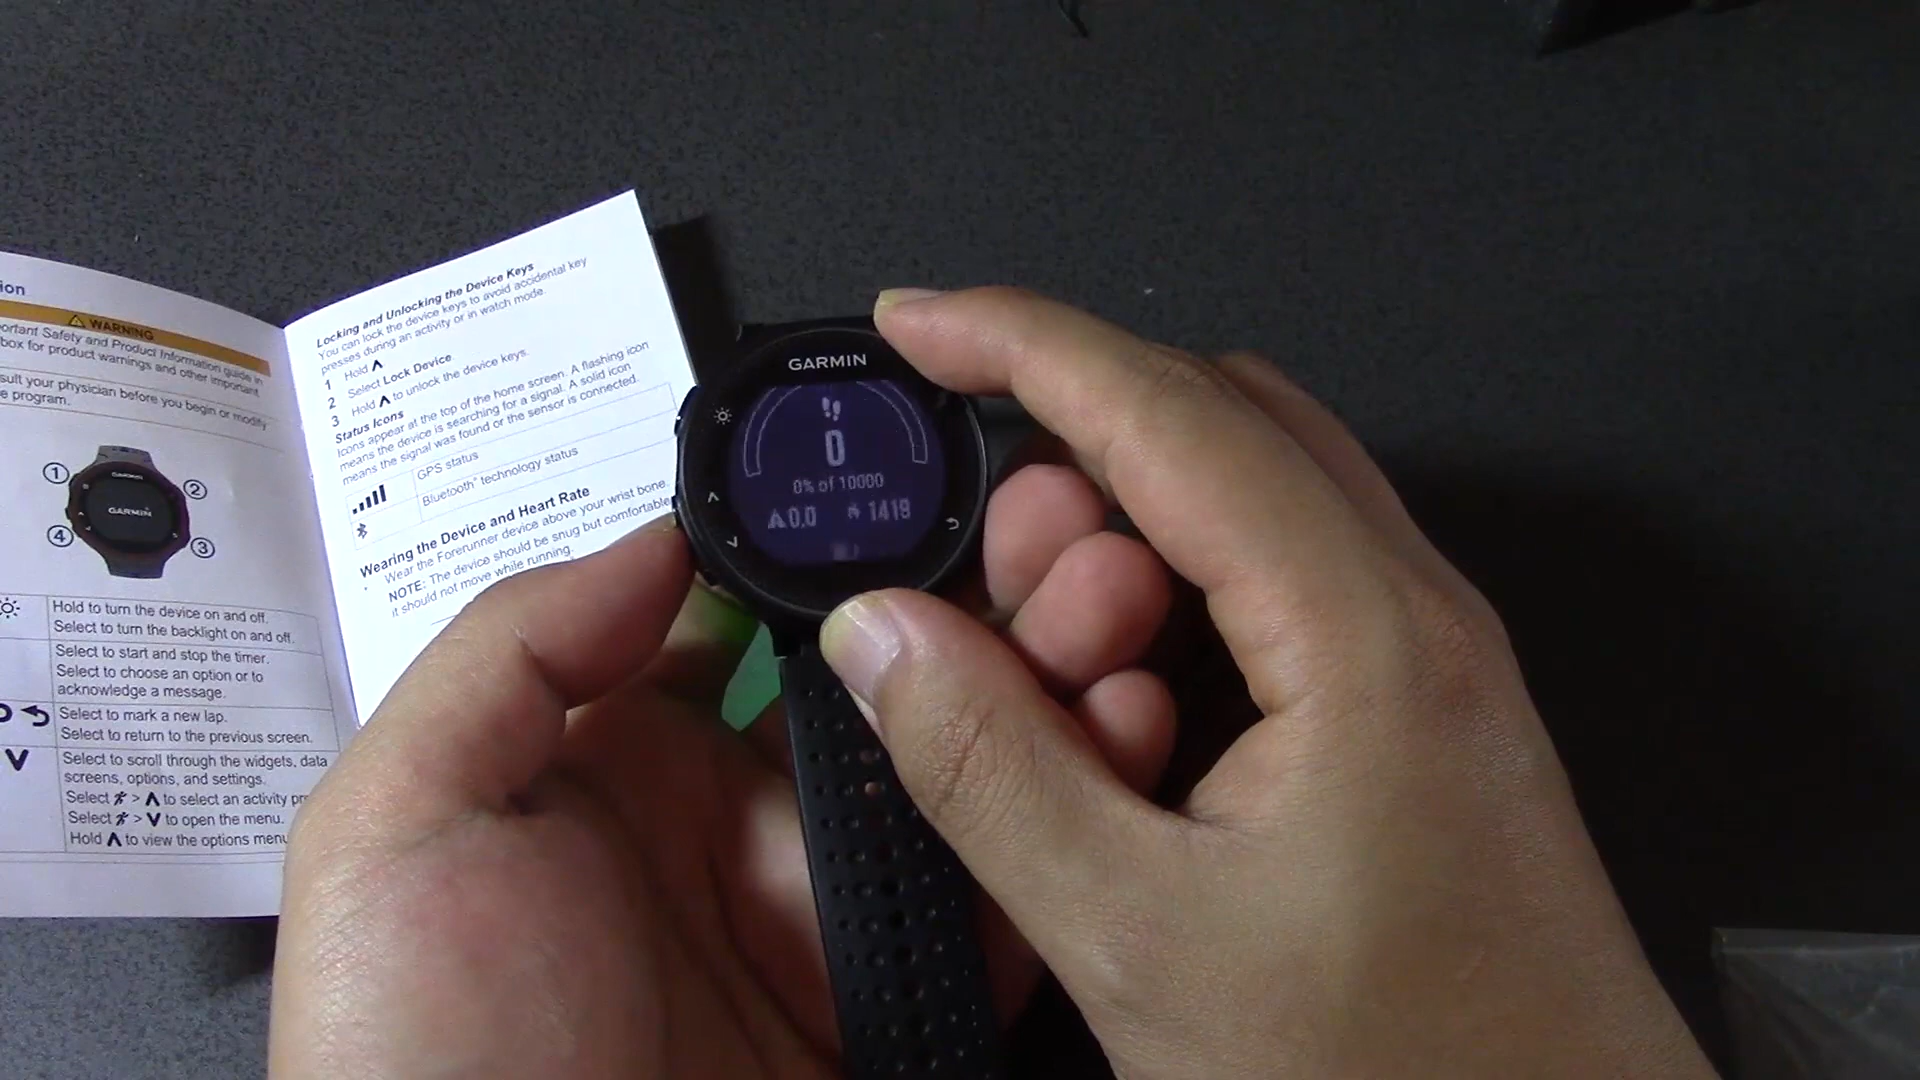 ion
WARNING
ortant Safety and Product Information guide in
box for product warnings and other important
sult your physician before you begin or modify
e program.
1
2
GARMIN
GARMIN
4
3
Hold to turn the device on and off.
Select to turn the backlight on and off.
Select to start and stop the timer.
Select to choose an option or to
acknowledge a message.
Select to mark a new lap.
Select to return to the previous screen.
Select to scroll through the widgets, data
screens, options, and settings.
Select > to select an activity pr
Select > to open the menu.
Hold to view the options menu
Locking and Unlocking the Device Keys
You can lock the device keys to avoid accidental key
presses during an activity or in watch mode.
1 Hold
2 Select Lock Device.
3 Hold to unlock the device keys.
Status Icons
Icons appear at the top of the home screen. A flashing icon
means the device is searching for a signal. A solid icon
means the signal was found or the sensor is connected.
GPS status
Bluetooth® technology status
Wearing the Device and Heart Rate
• Wear the Forerunner device above your wrist bone.
NOTE: The device should be snug but comfortable
it should not move while running.
GARMIN
0
0% of 10000
0.0 1419